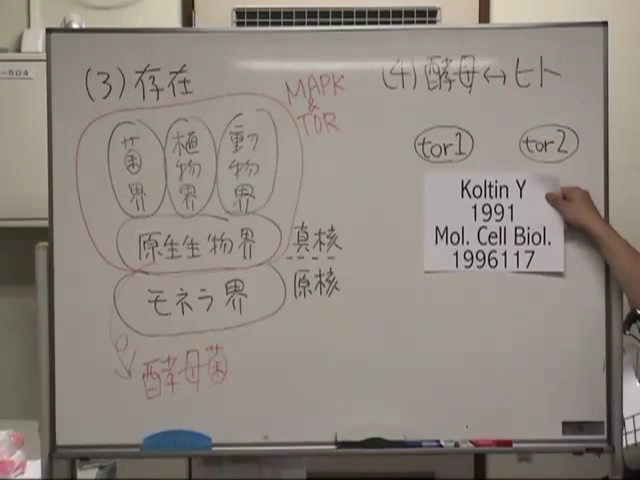 -504
(3)存在
MAPK
&
TOR
菌界
植物界
動物界
原生生物界
真核
モネラ界
原核
酵母菌
(4)酵母↔ヒト
tor1
tor2
Koltin Y
1991
Mol. Cell Biol.
1996117